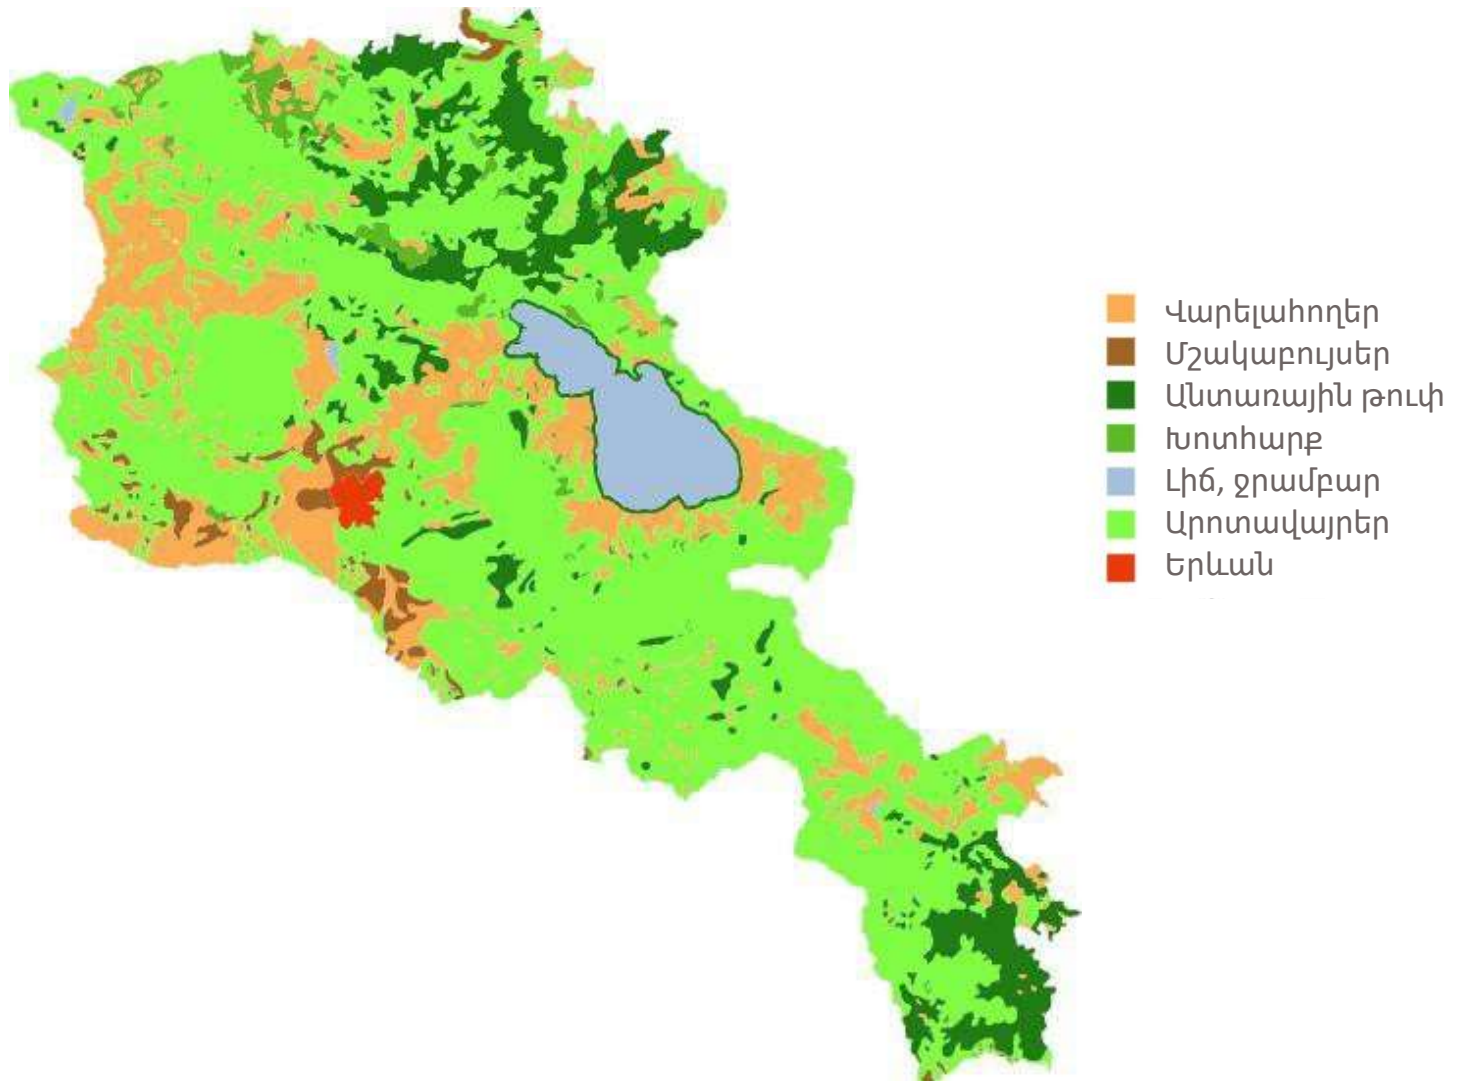 Վարելահողեր
Մշակաբույսեր
Անտառային թուփ
Խոտհարք
Լիճ, ջրամբար
Արոտավայրեր
Երևան